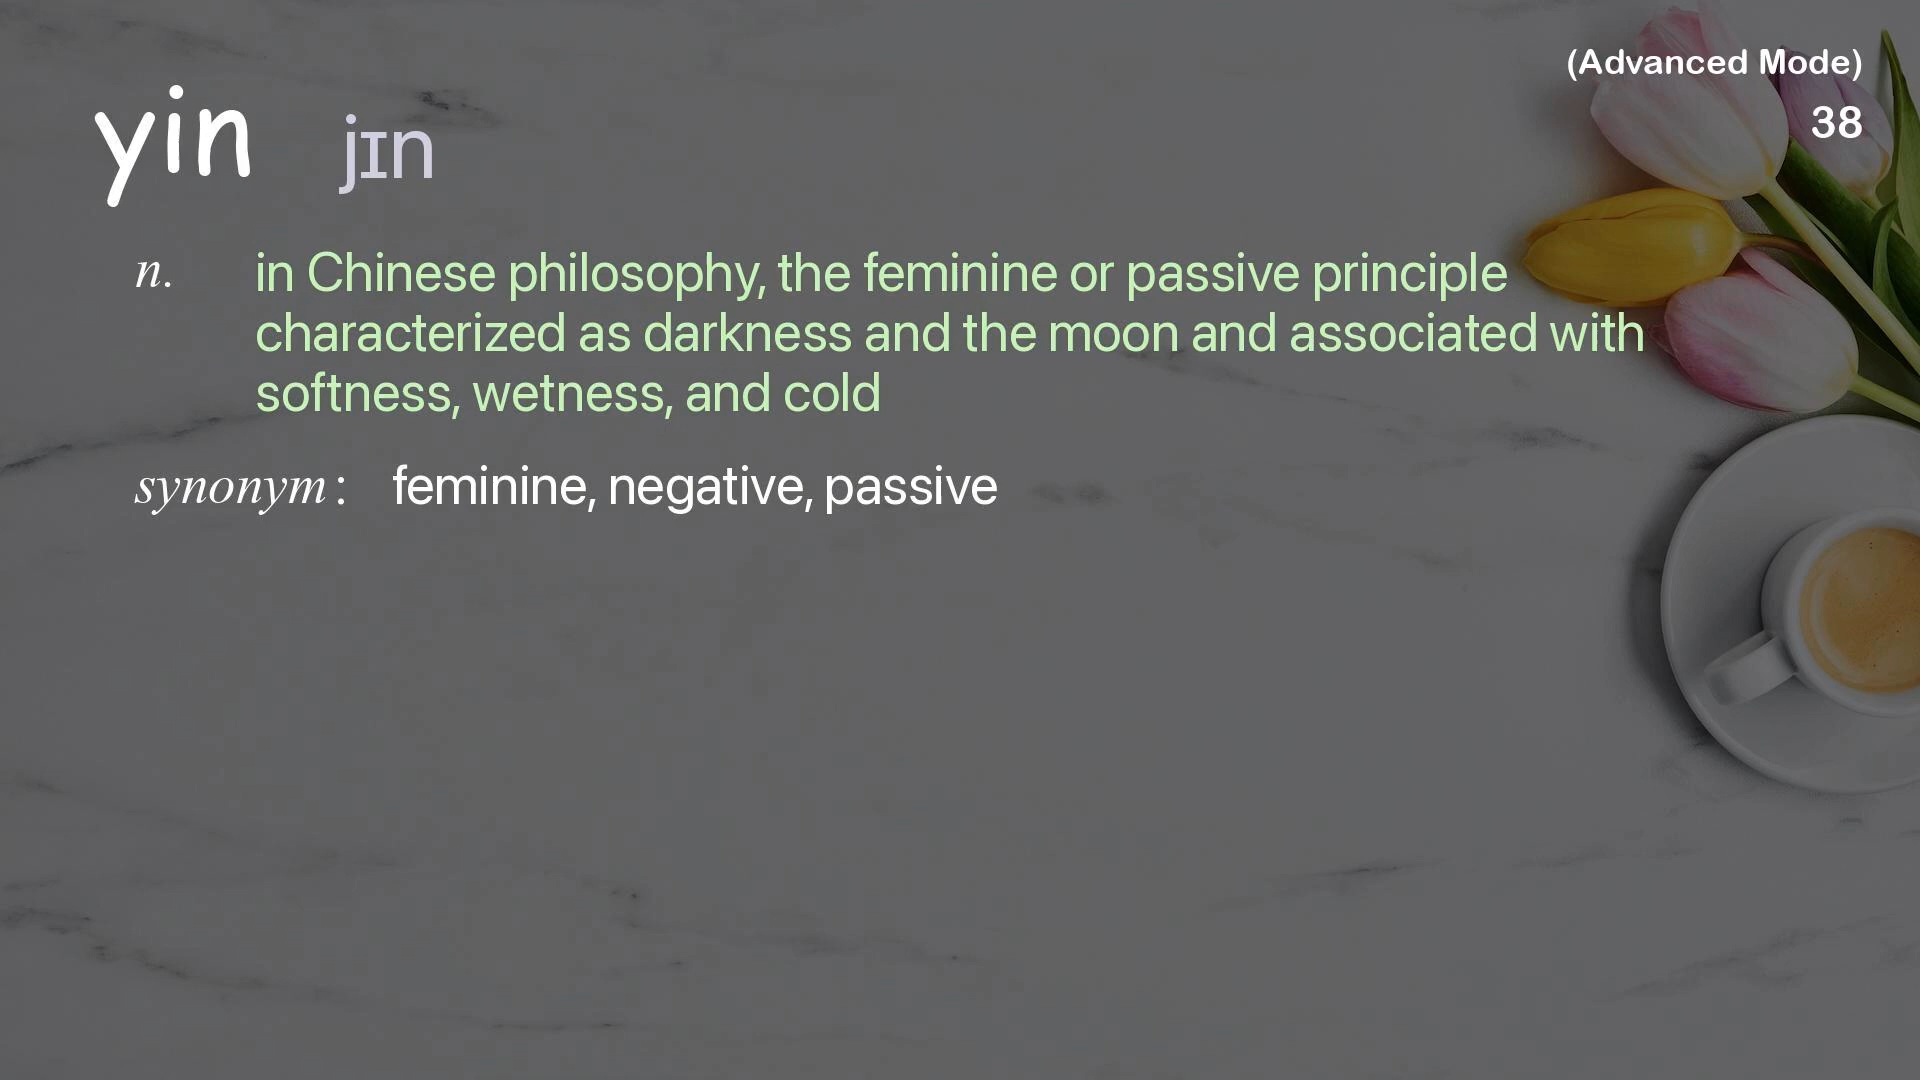 (Advanced Mode)
38
yin jɪn
n. in Chinese philosophy, the feminine or passive principle
characterized as darkness and the moon and associated with
softness, wetness, and cold
synonym : feminine, negative, passive